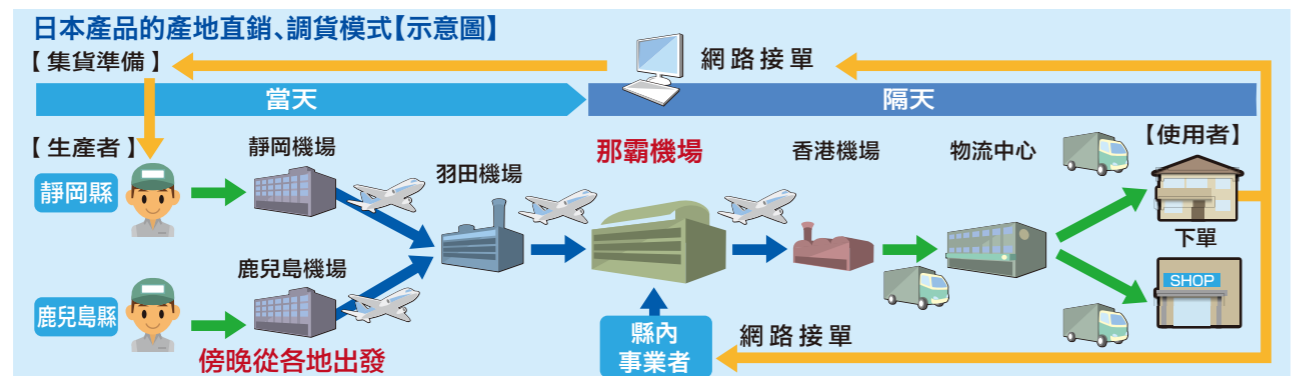 日本產品的產地直銷、調貨模式【示意圖】
【集貨準備】
網路接單
當天
隔天
【生產者】
靜岡機場
羽田機場
那霸機場
香港機場
物流中心
【使用者】
靜岡縣
下單
鹿兒島機場
SHOP
鹿兒島縣
傍晚從各地出發
縣內
事業者
網路接單